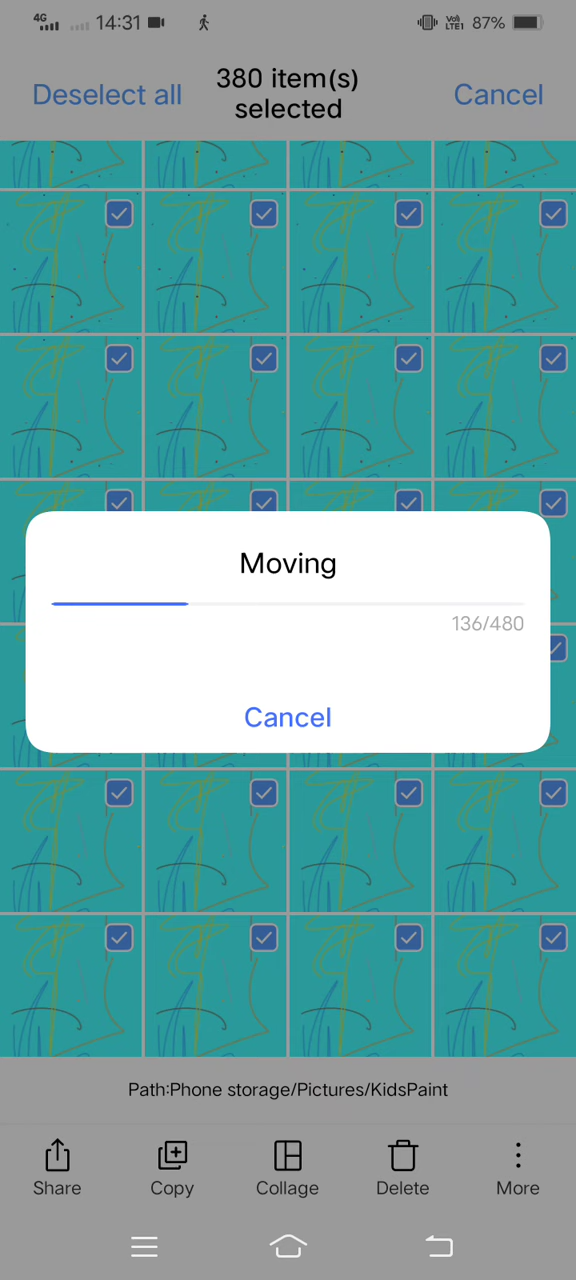 4G 14:31 Voli LTE1 87%
Deselect all
380 item(s) selected
Cancel
Moving
136/480
Cancel
Path:Phone storage/Pictures/KidsPaint
Share Copy Collage Delete More